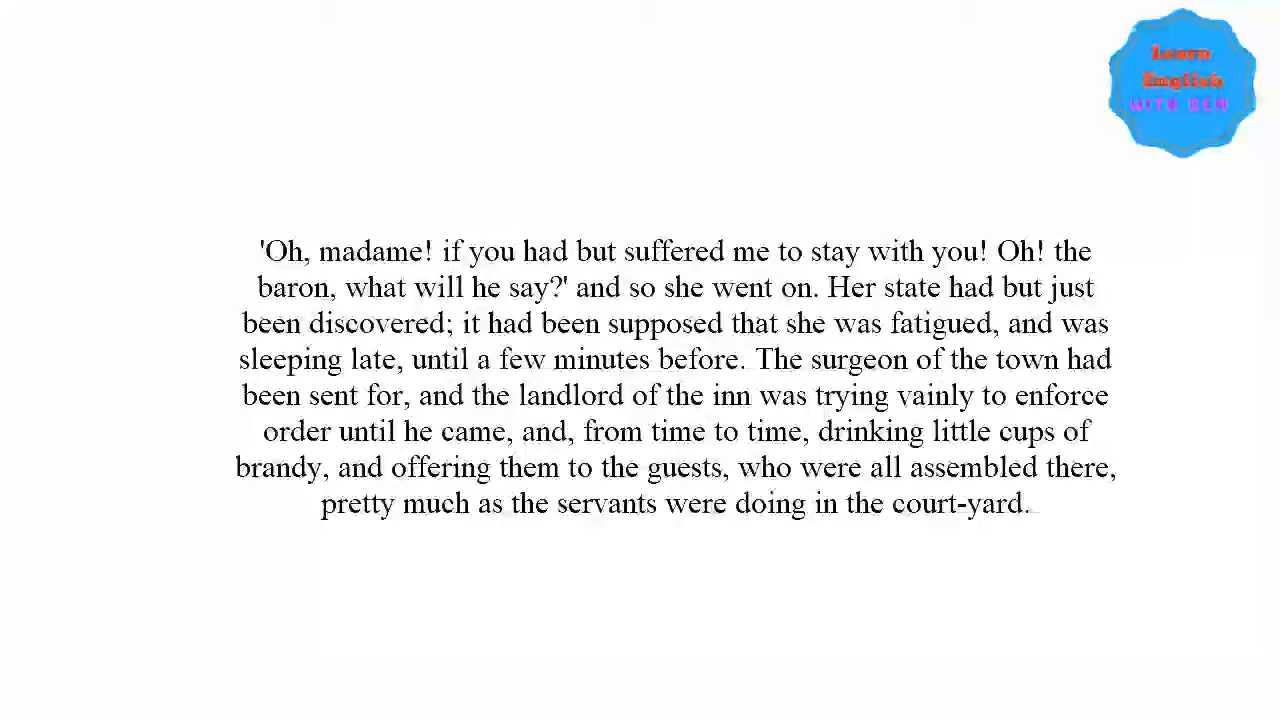 Learn
English
WITH BEN
'Oh, madame! if you had but suffered me to stay with you! Oh! the
baron, what will he say?' and so she went on. Her state had but just
been discovered; it had been supposed that she was fatigued, and was
sleeping late, until a few minutes before. The surgeon of the town had
been sent for, and the landlord of the inn was trying vainly to enforce
order until he came, and, from time to time, drinking little cups of
brandy, and offering them to the guests, who were all assembled there,
pretty much as the servants were doing in the court-yard.